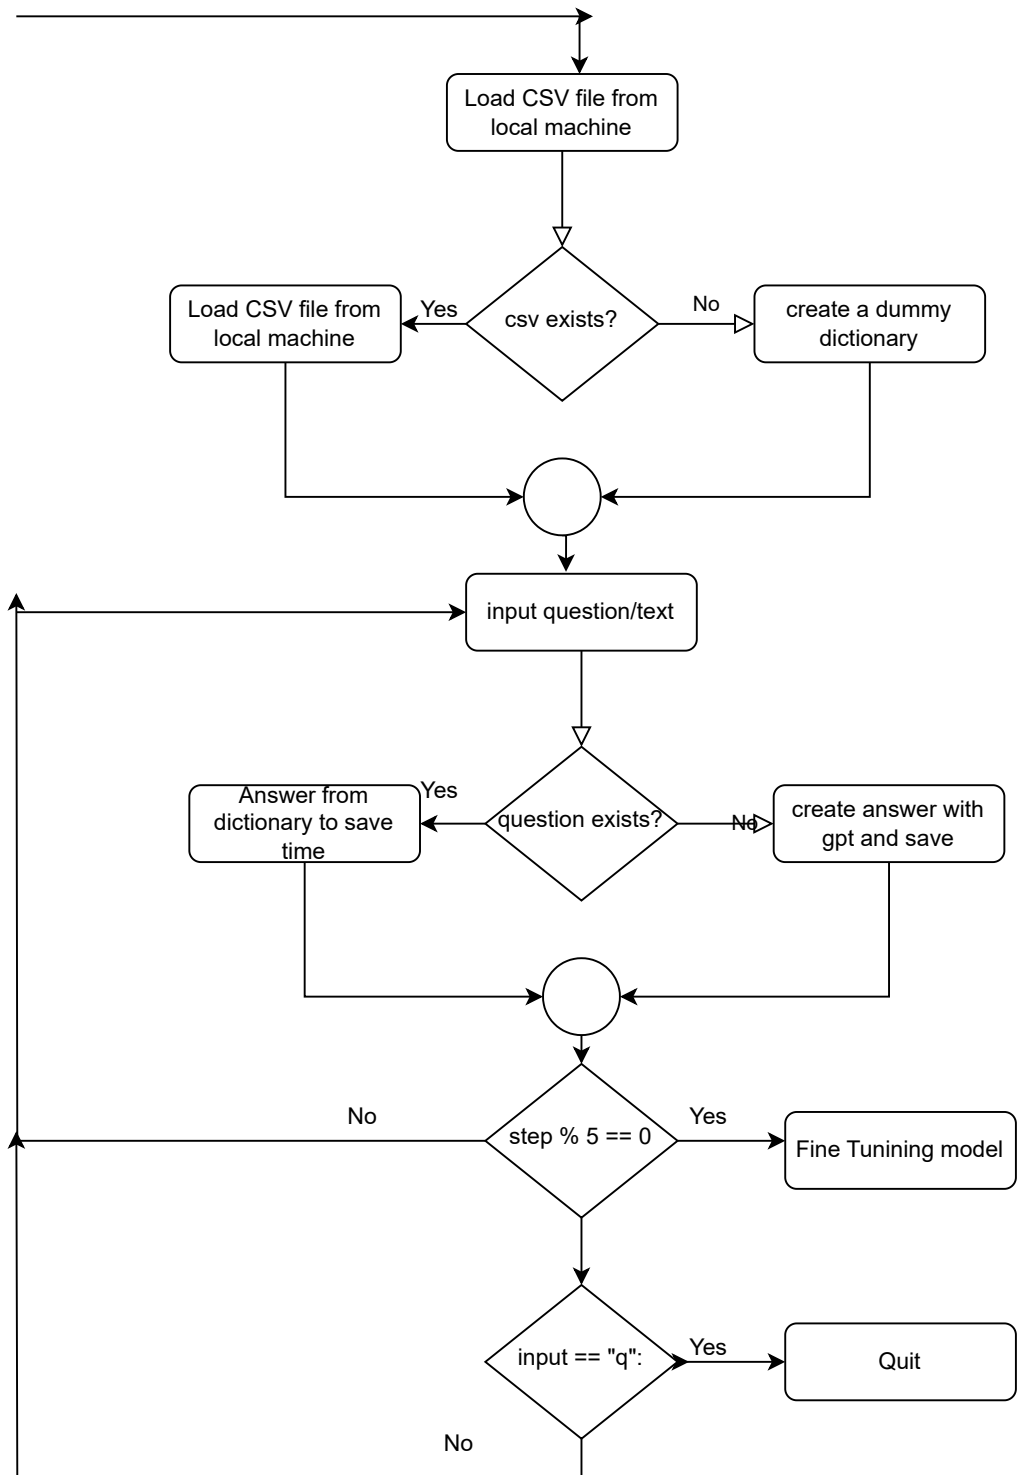 Load CSV file from
local machine
Load CSV file from
local machine
Yes
csv exists?
No
create a dummy
dictionary
input question/text
Answer from
dictionary to save
time
Yes
question exists?
No
create answer with
gpt and save
No
step % 5 == 0
Yes
Fine Tunining model
input == "q":
Yes
Quit
No